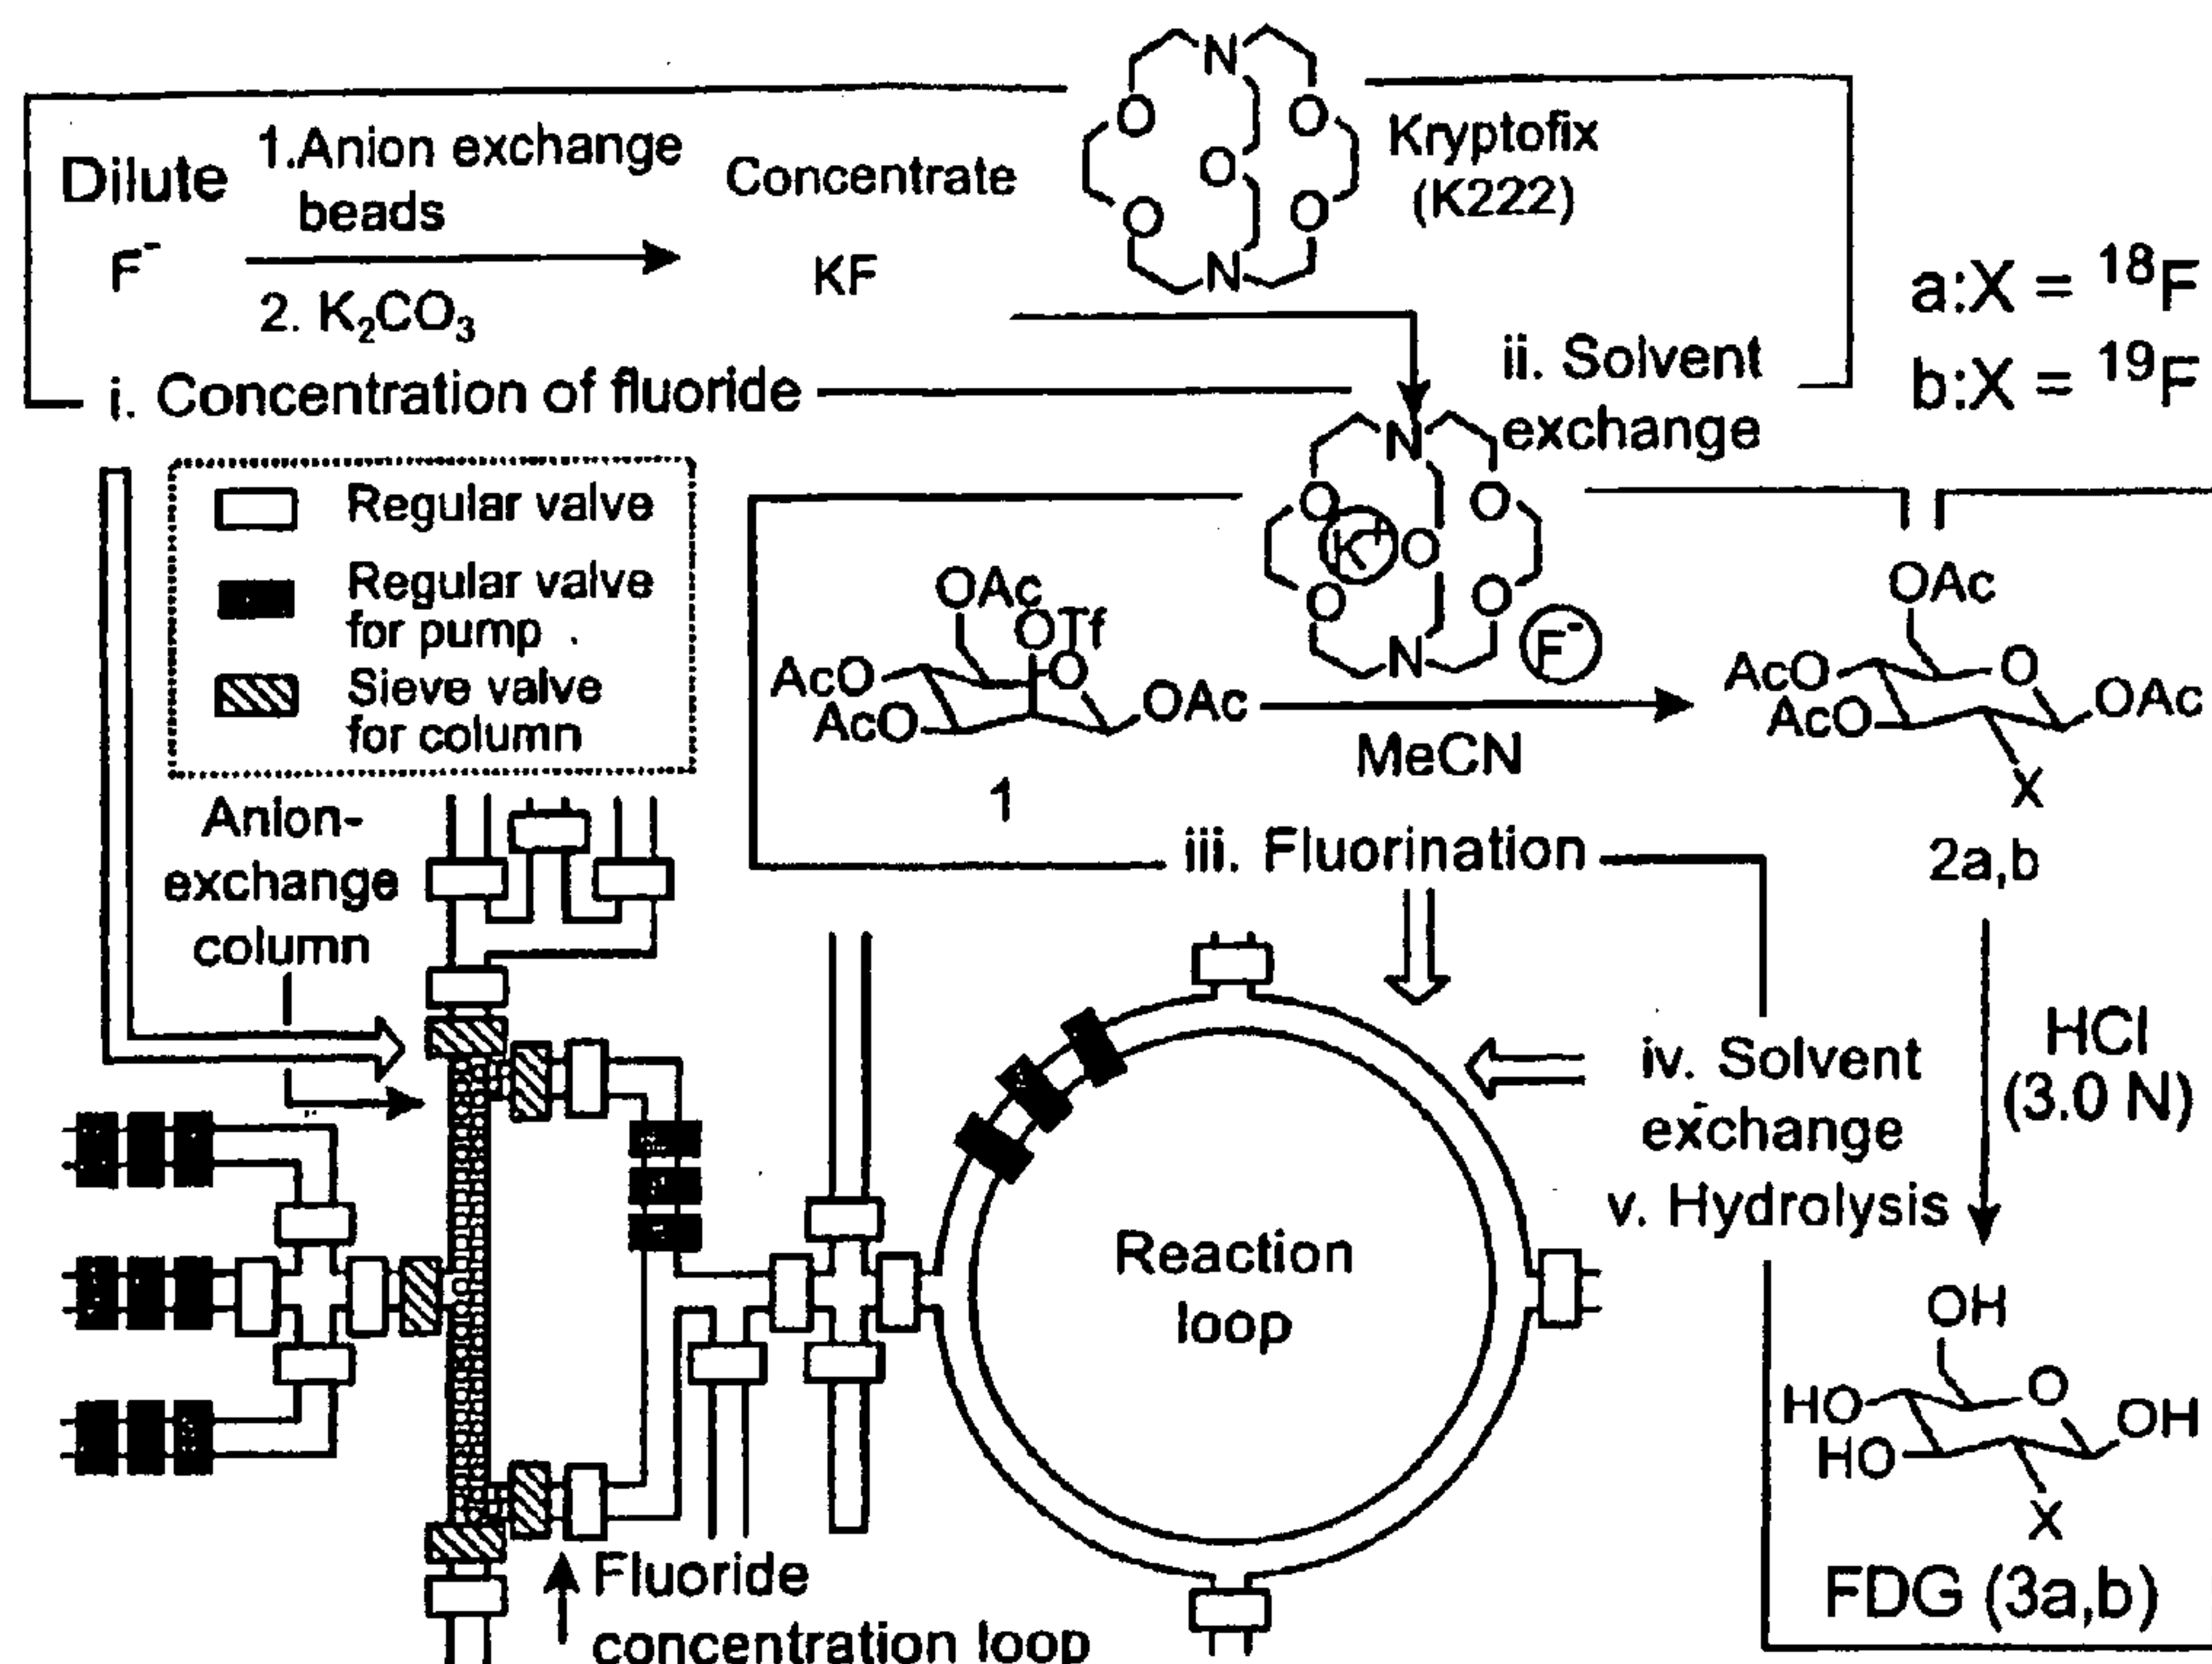 Dilute
F⁻
1.Anion exchange
beads
2. K₂CO₃
Concentrate
KF
N
O
O
O
O
O
N
Kryptofix
(K222)
a:X = ¹⁸F
b:X = ¹⁹F
i. Concentration of fluoride
ii. Solvent
exchange
Regular valve
Regular valve
for pump
Sieve valve
for column
N
O
O
K⁺
O
O
O
N
F⁻
OAc
OTf
O
AcO
AcO
OAc
1
MeCN
OAc
AcO
O
AcO
OAc
X
2a,b
iii. Fluorination
Anion-
exchange
column
HCl
(3.0 N)
iv. Solvent
exchange
v. Hydrolysis
Reaction
loop
OH
HO
O
HO
OH
X
FDG (3a,b)
Fluoride
concentration loop